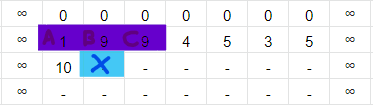 ∞ 0 0 0 0 0 0 0 ∞
∞ A 1 B 9 C 9 4 5 3 5 ∞
∞ 10 X - - - - - ∞
∞ - - - - - - - ∞